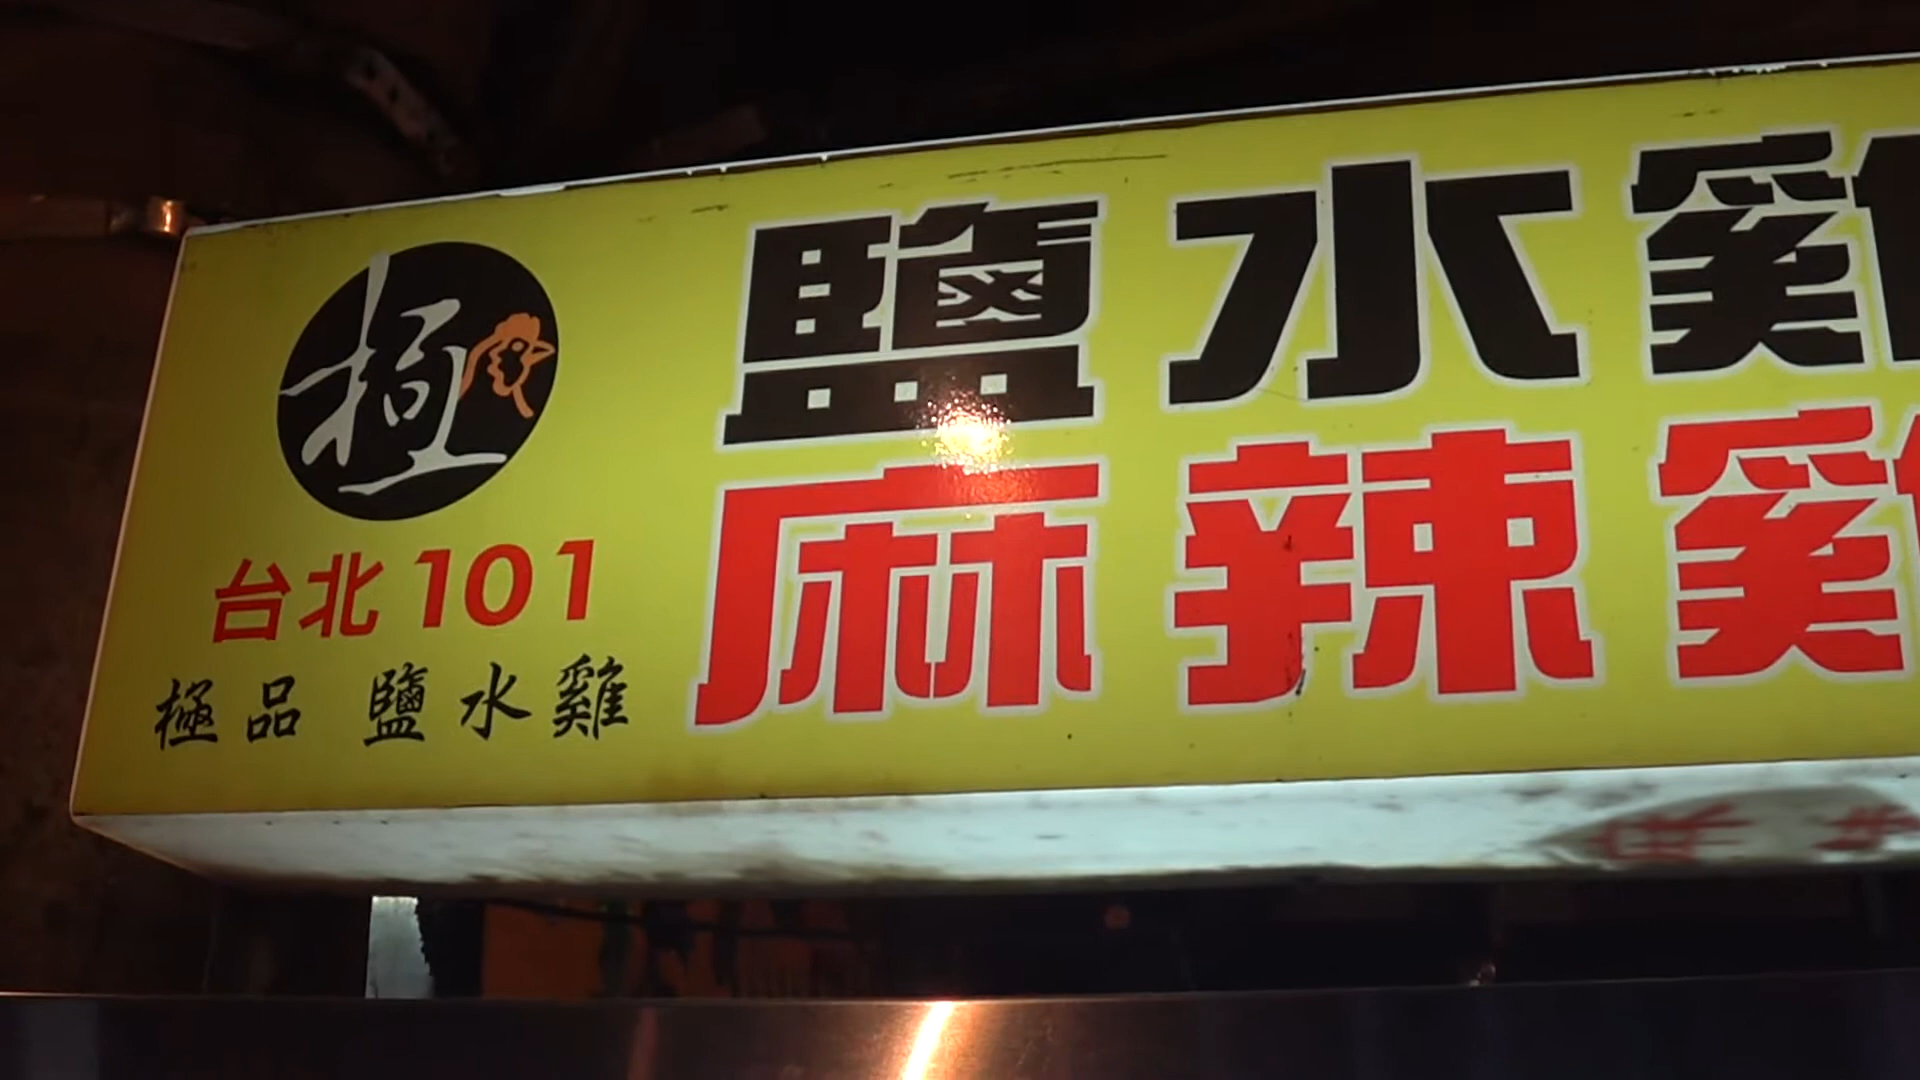 極
台北101
極品 鹽水雞
鹽水雞
麻辣雞